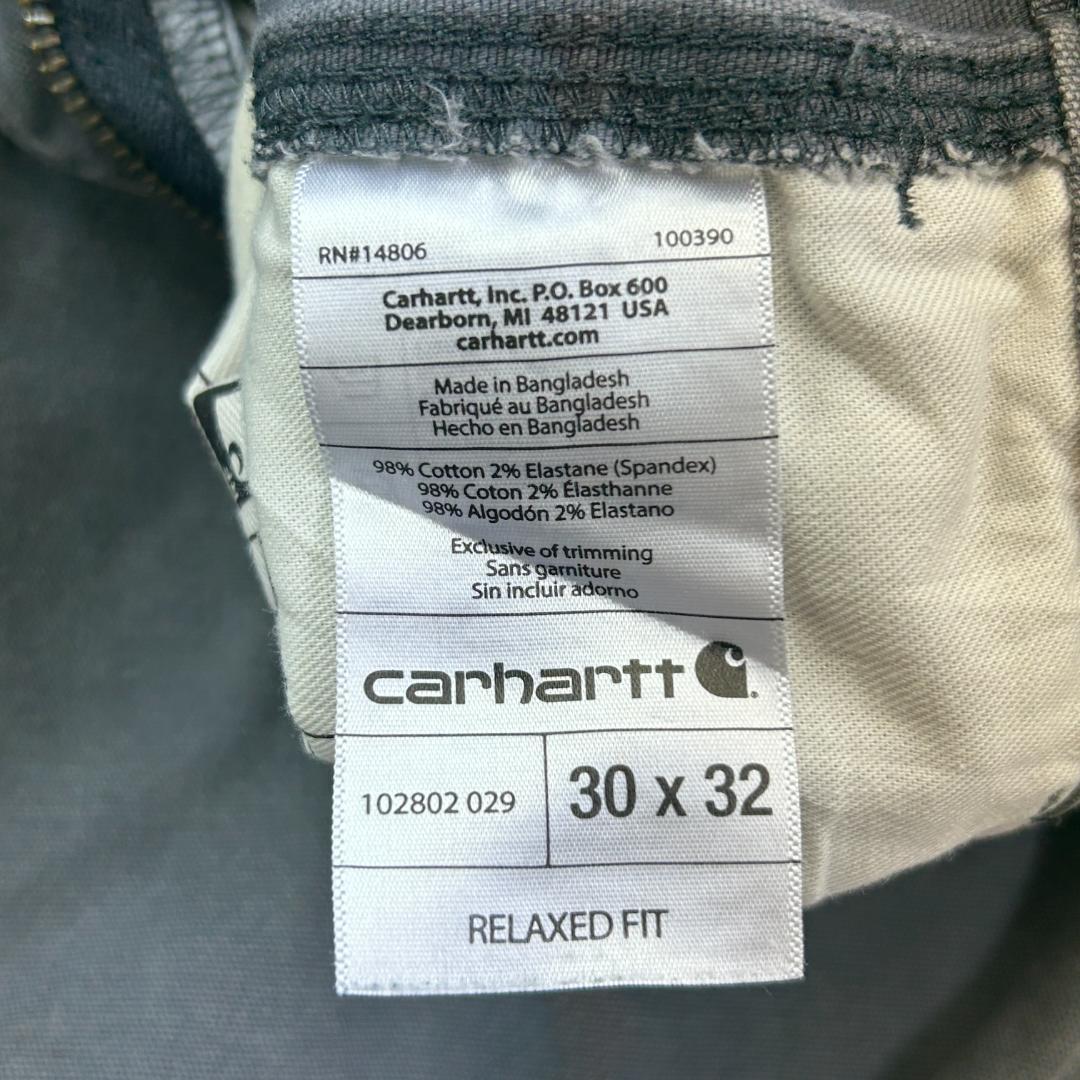 RN#14806 100390
Carhartt, Inc. P.O. Box 600
Dearborn, MI 48121 USA
carhartt.com
Made in Bangladesh
Fabriqué au Bangladesh
Hecho en Bangladesh
98% Cotton 2% Elastane (Spandex)
98% Coton 2% Élasthanne
98% Algodón 2% Elastano
Exclusive of trimming
Sans garniture
Sin incluir adorno
carhartt
102802 029 30 x 32
RELAXED FIT